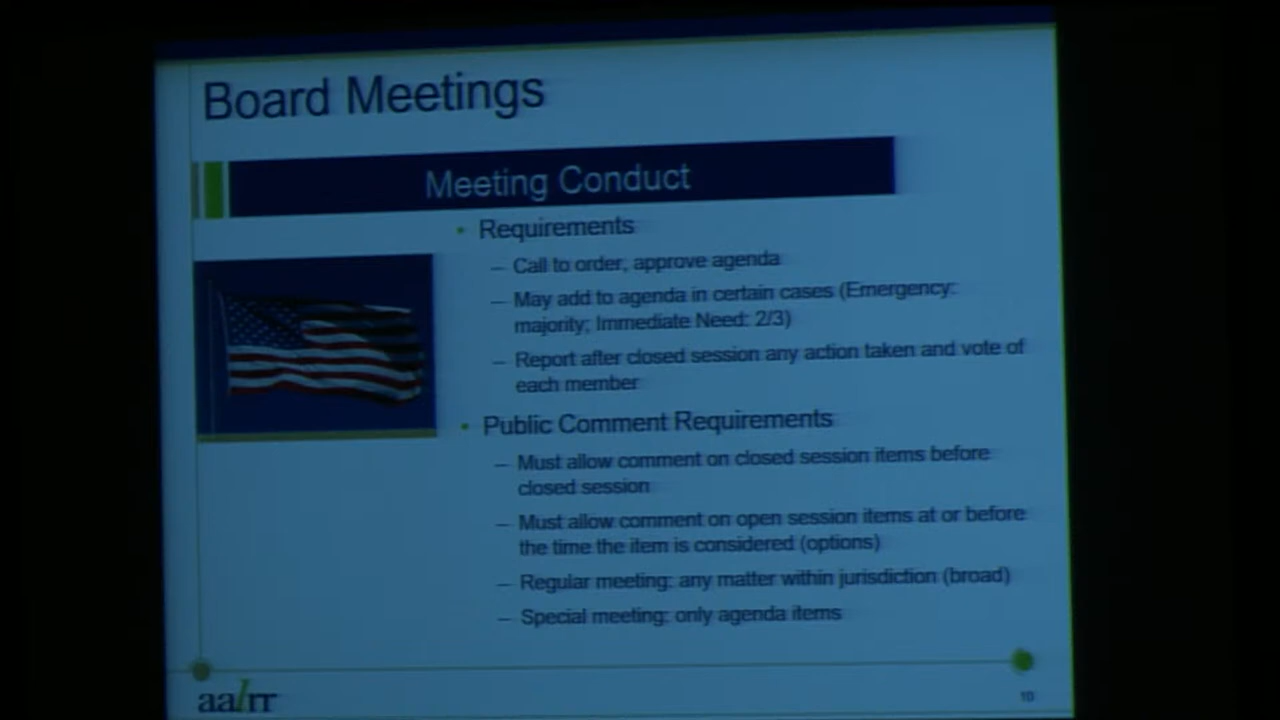 Board Meetings
Meeting Conduct
• Requirements
– Call to order, approve agenda
– May add to agenda in certain cases (Emergency:
majority; Immediate Need: 2/3)
– Report after closed session any action taken and vote of
each member
• Public Comment Requirements
– Must allow comment on closed session items before
closed session
– Must allow comment on open session items at or before
the time the item is considered (options)
– Regular meeting: any matter within jurisdiction (broad)
– Special meeting: only agenda items
aalrr
10